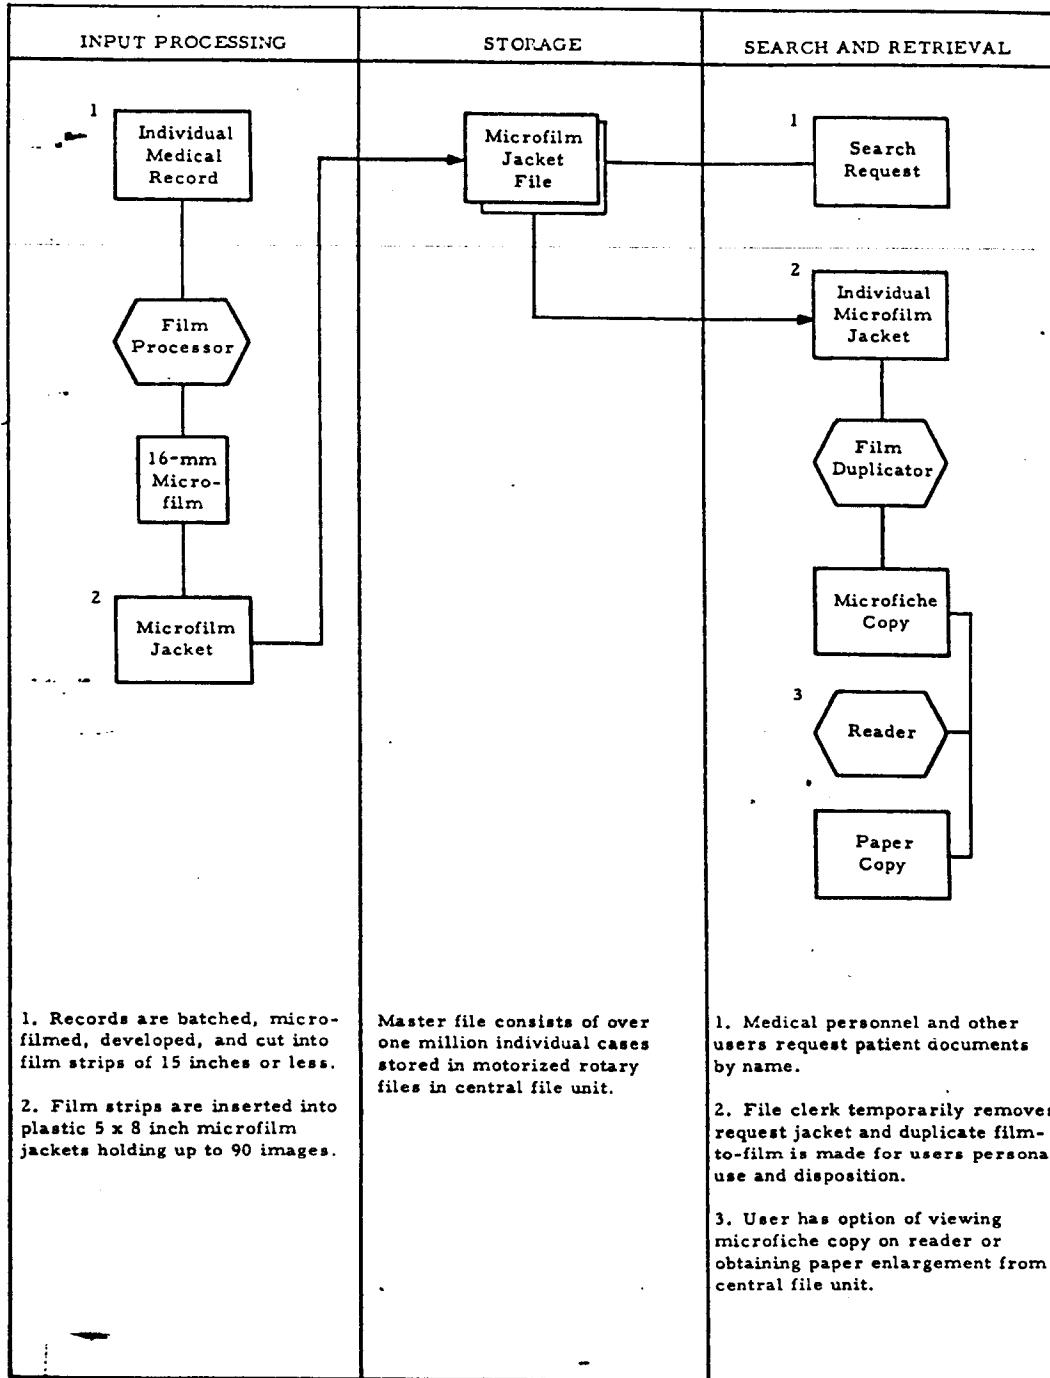 INPUT PROCESSING
STORAGE
SEARCH AND RETRIEVAL
1
Individual
Medical
Record
Film
Processor
16-mm
Micro-
film
2
Microfilm
Jacket
Microfilm
Jacket
File
1
Search
Request
2
Individual
Microfilm
Jacket
Film
Duplicator
Microfiche
Copy
3
Reader
Paper
Copy
1. Records are batched, micro-
filmed, developed, and cut into
film strips of 15 inches or less.
2. Film strips are inserted into
plastic 5 x 8 inch microfilm
jackets holding up to 90 images.
Master file consists of over
one million individual cases
stored in motorized rotary
files in central file unit.
1. Medical personnel and other
users request patient documents
by name.
2. File clerk temporarily removes
request jacket and duplicate film-
to-film is made for users persona
use and disposition.
3. User has option of viewing
microfiche copy on reader or
obtaining paper enlargement from
central file unit.